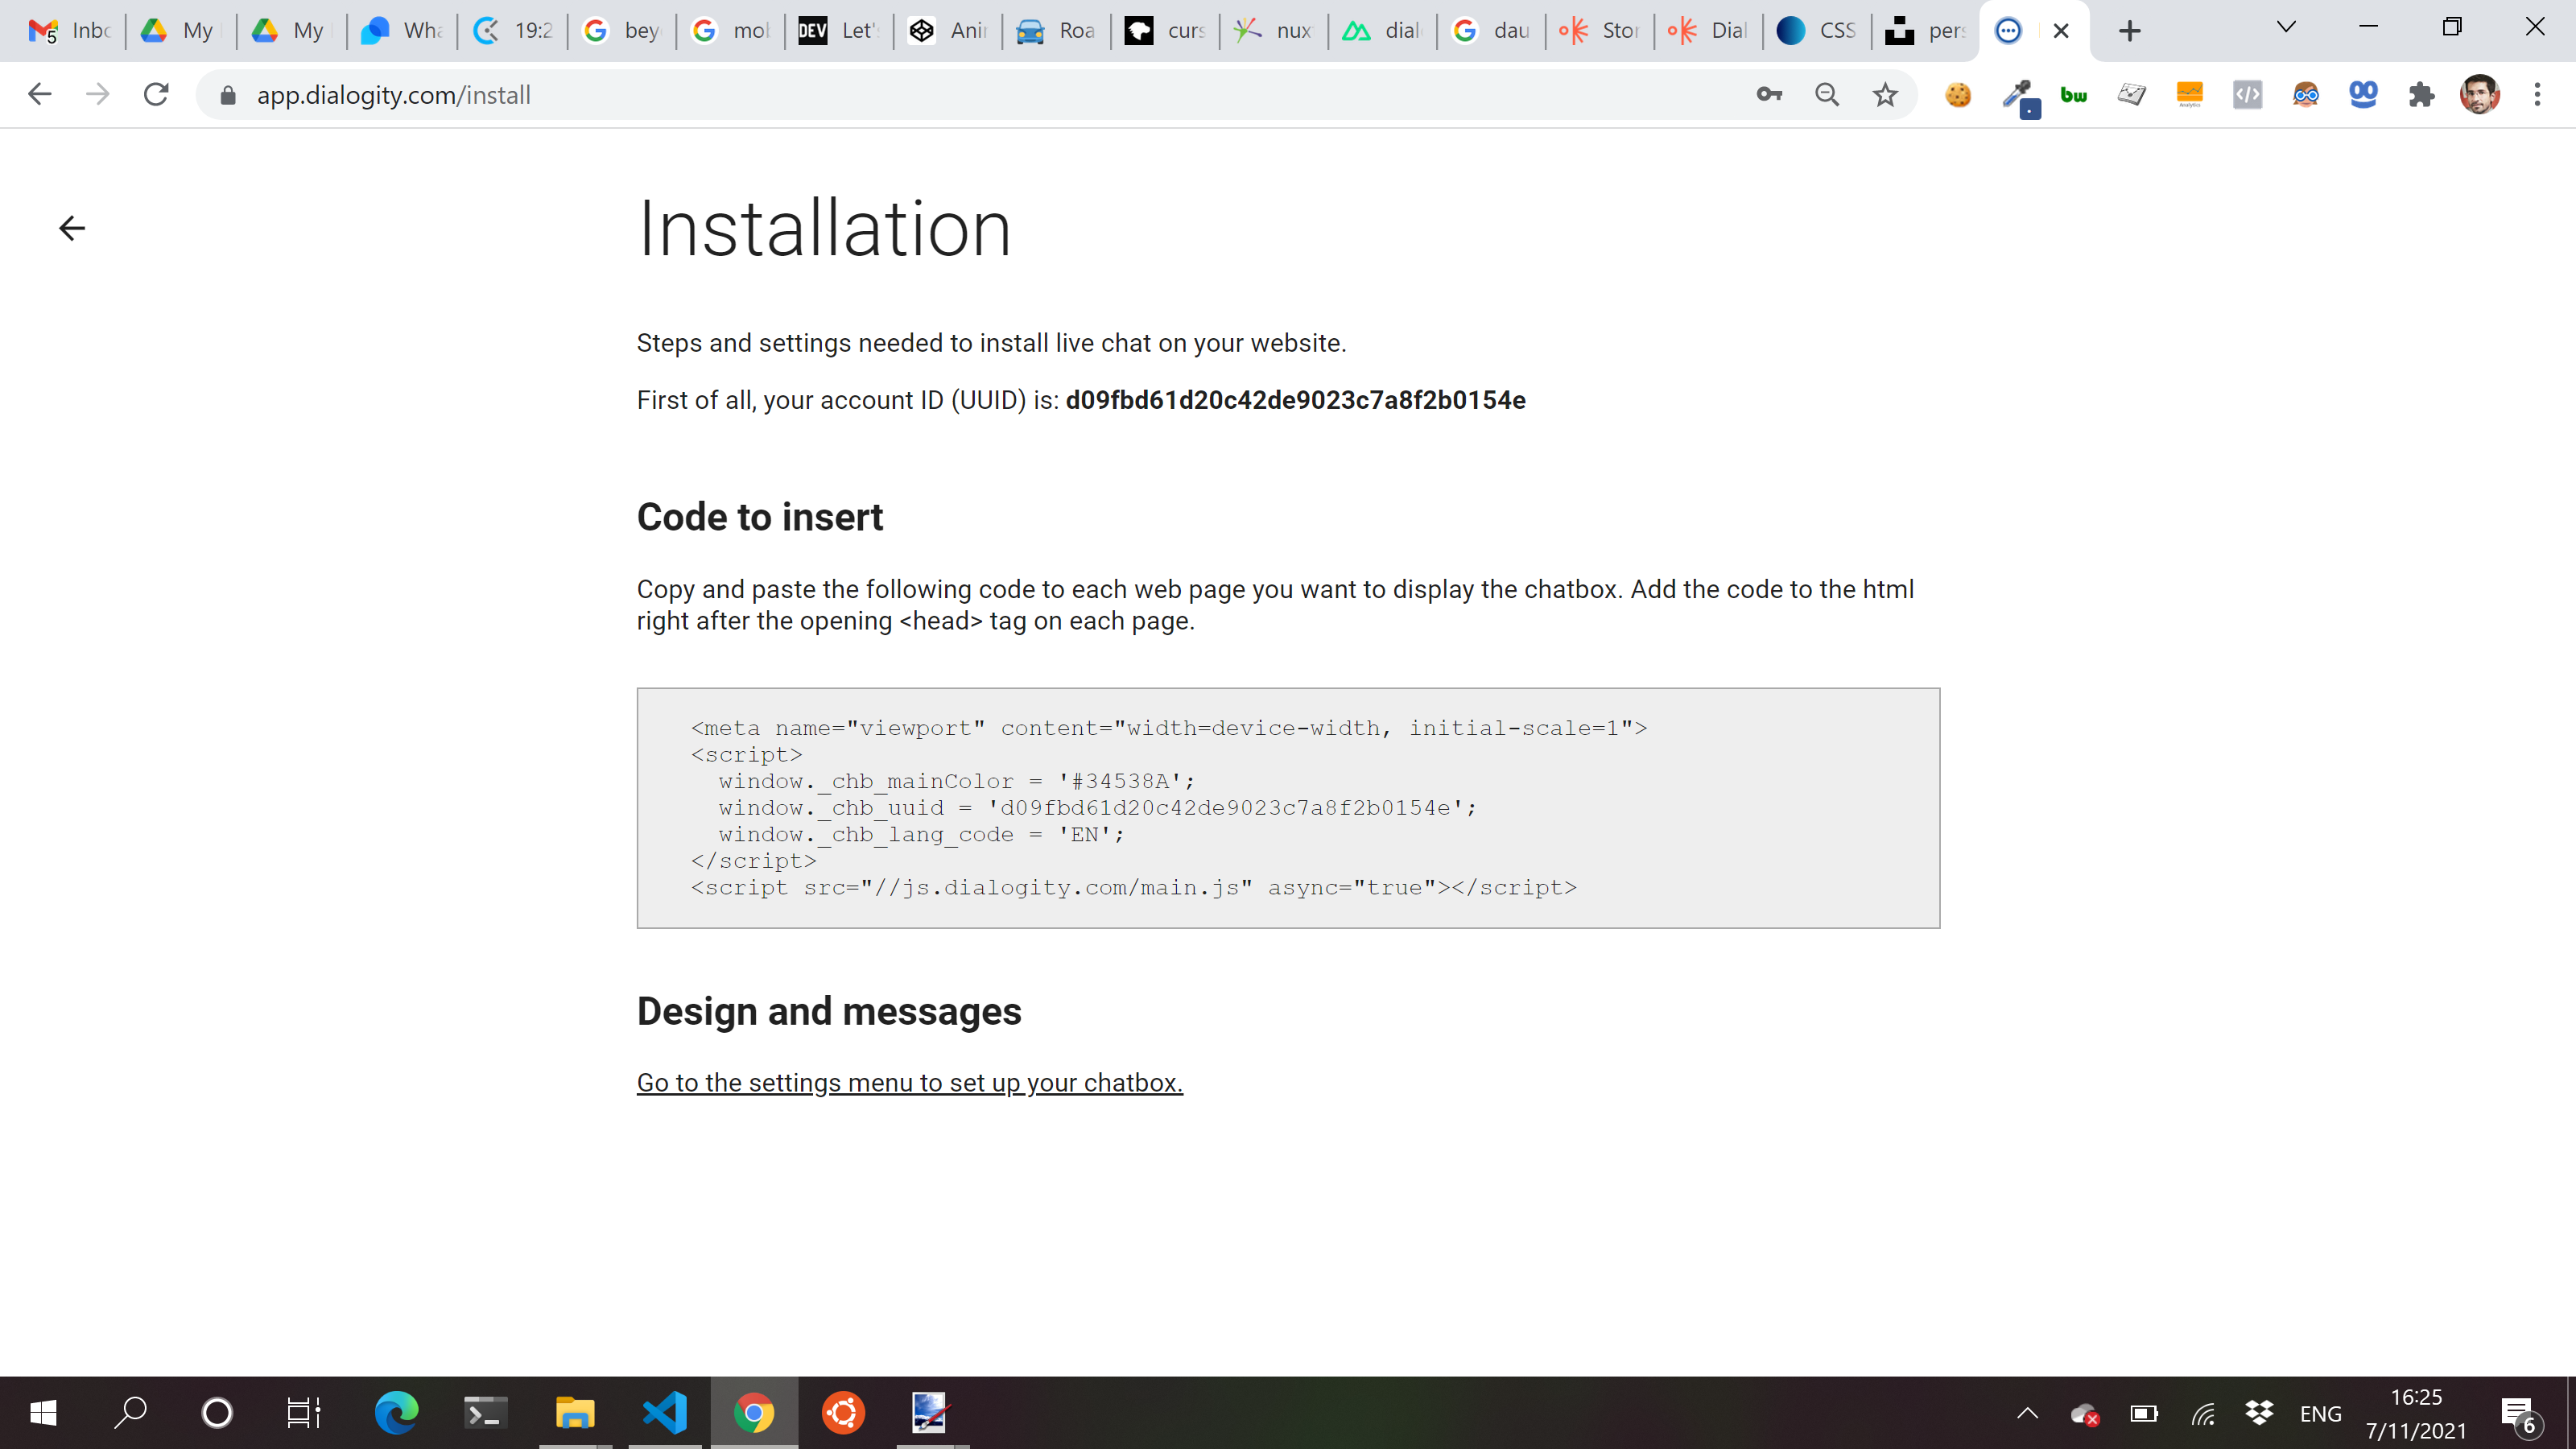 5 Inbo My My Wha 19:2 bey mob DEV Let' Anir Roa curs nux dial dau Stor Dial CSS pers
app.dialogity.com/install
bw
Analytics
Installation
Steps and settings needed to install live chat on your website.
First of all, your account ID (UUID) is: d09fbd61d20c42de9023c7a8f2b0154e
Code to insert
Copy and paste the following code to each web page you want to display the chatbox. Add the code to the html
right after the opening <head> tag on each page.
<meta name="viewport" content="width=device-width, initial-scale=1">
<script>
window._chb_mainColor = '#34538A';
window._chb_uuid = 'd09fbd61d20c42de9023c7a8f2b0154e';
window._chb_lang_code = 'EN';
</script>
<script src="//js.dialogity.com/main.js" async="true"></script>
Design and messages
Go to the settings menu to set up your chatbox.
ENG
16:25
7/11/2021
6